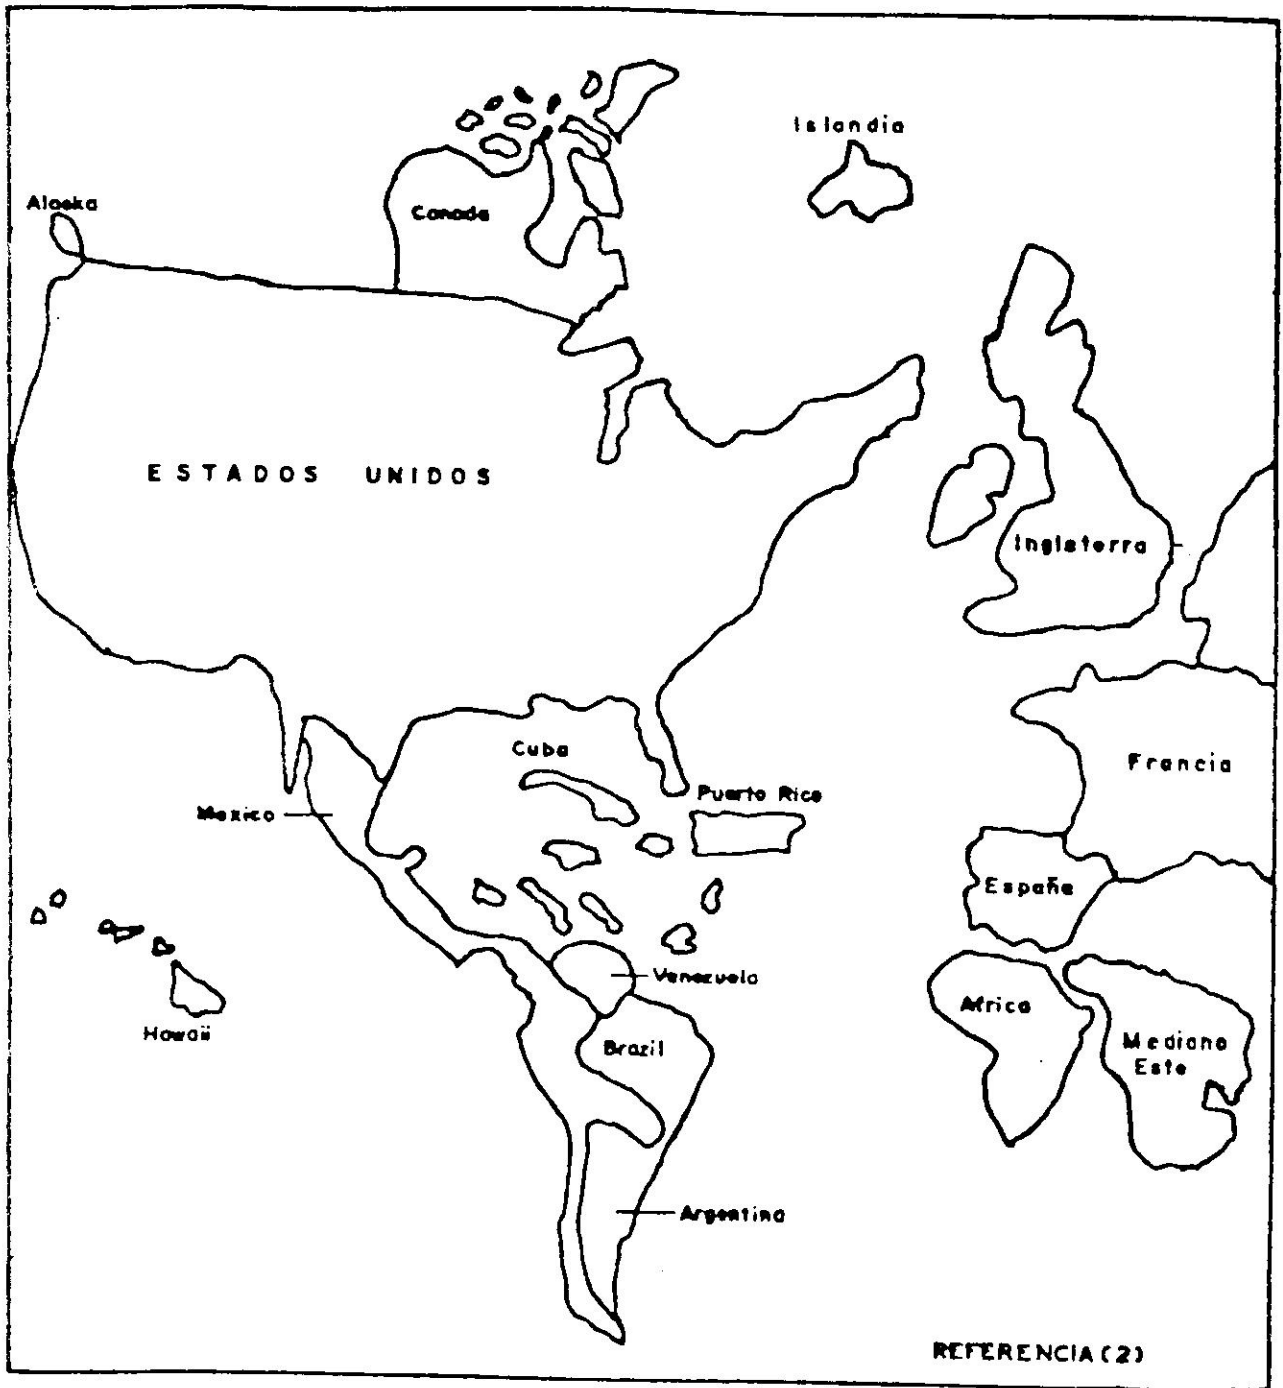 Islandia
Alaska
Canada
ESTADOS UNIDOS
Inglaterra
Cuba
Francia
Puerto Rico
Mexico
España
Venezuela
Africa
Hawaii
Brazil
Mediano
Este
Argentina
REFERENCIA (2)